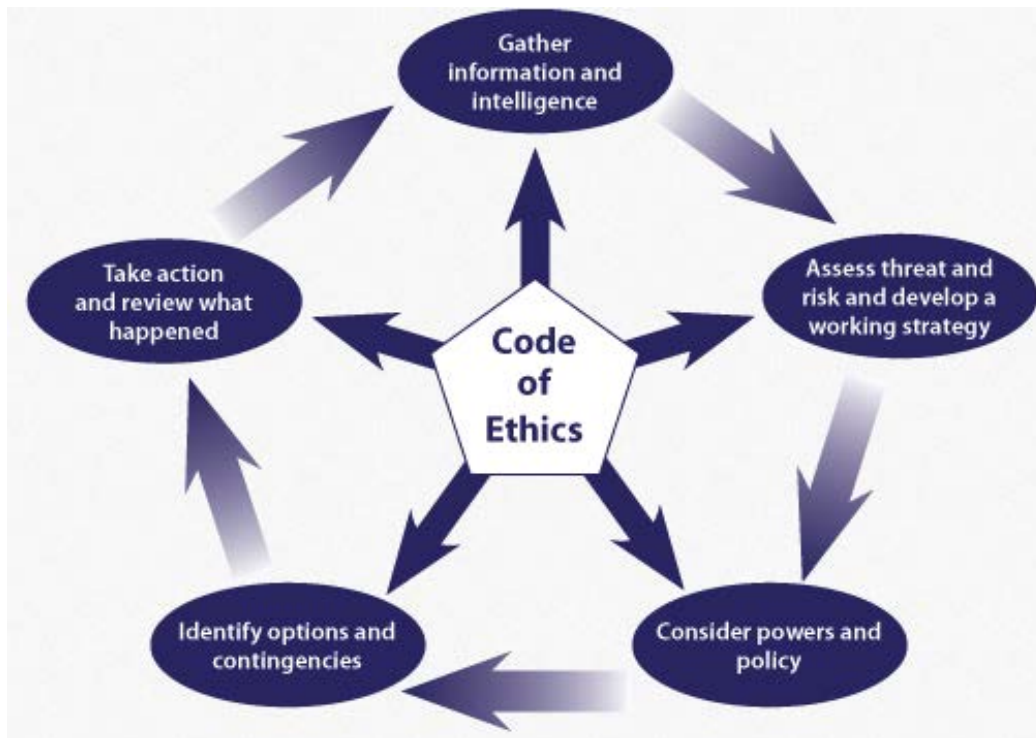 Gather
information and
intelligence
Assess threat and
risk and develop a
working strategy
Consider powers and
policy
Identify options and
contingencies
Take action
and review what
happened
Code
of
Ethics